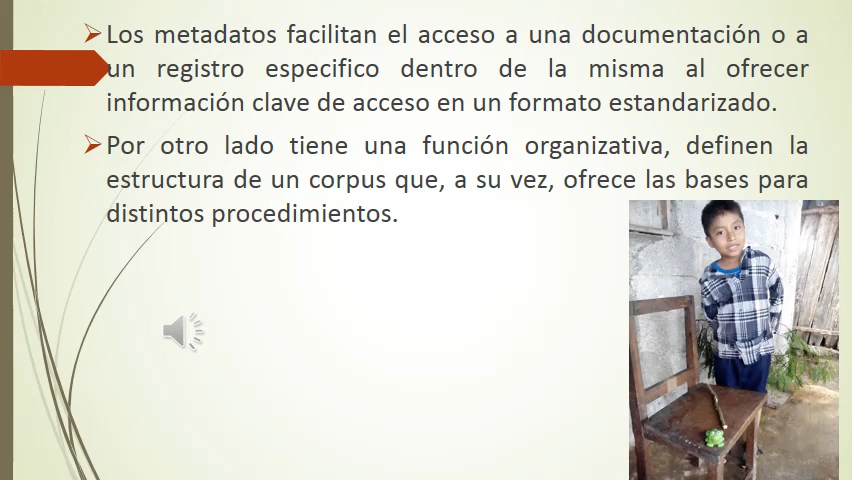 Los metadatos facilitan el acceso a una documentación o a
un registro especifico dentro de la misma al ofrecer
información clave de acceso en un formato estandarizado.
Por otro lado tiene una función organizativa, definen la
estructura de un corpus que, a su vez, ofrece las bases para
distintos procedimientos.